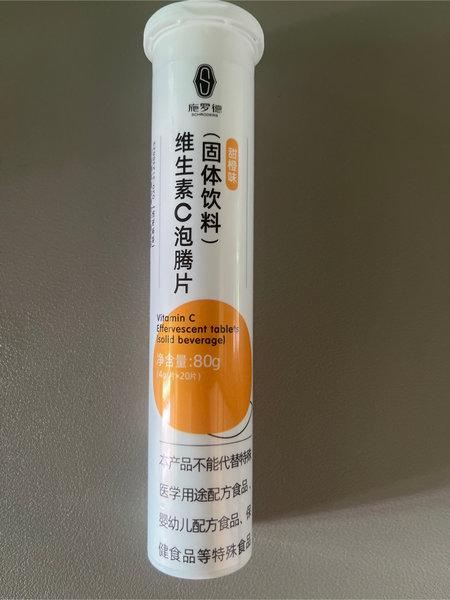 施罗德
SCHRODERS
甜橙味
维生素C泡腾片
(固体饮料)
Vitamin C
Effervescent tablets
(solid beverage)
净含量:80g
(4g/片×20片)
本产品不能代替特殊
医学用途配方食品、
婴幼儿配方食品、保
健食品等特殊食品